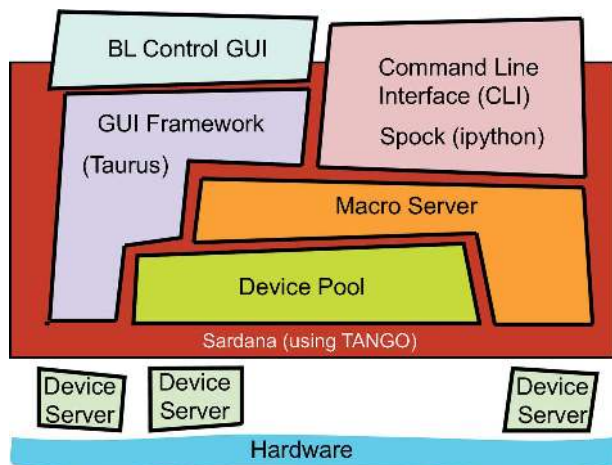 BL Control GUI
Command Line
Interface (CLI)
Spock (ipython)
GUI Framework
(Taurus)
Macro Server
Device Pool
Sardana (using TANGO)
Device
Server
Device
Server
Device
Server
Hardware